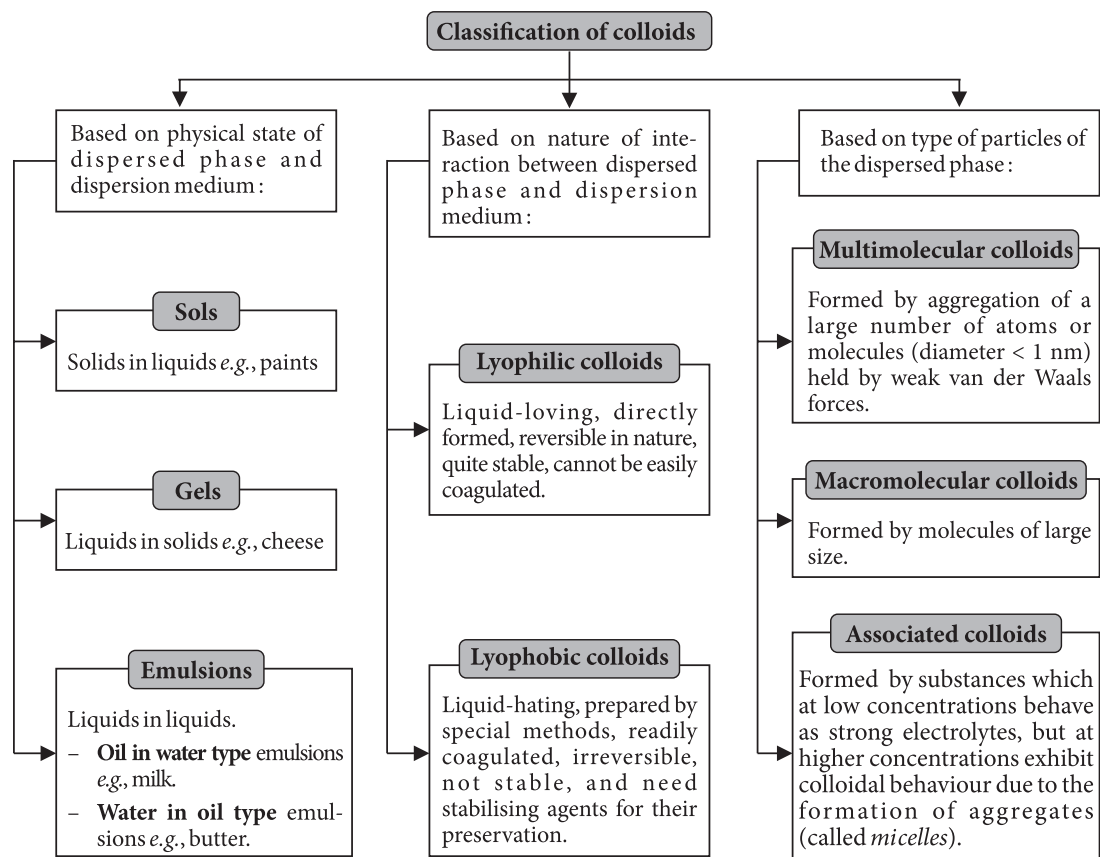 Classification of colloids
Based on physical state of
dispersed phase and
dispersion medium :
Sols
Solids in liquids e.g., paints
Gels
Liquids in solids e.g., cheese
Emulsions
Liquids in liquids.
– Oil in water type emulsions
e.g., milk.
– Water in oil type emul-
sions e.g., butter.
Based on nature of inte-
raction between dispersed
phase and dispersion
medium :
Lyophilic colloids
Liquid-loving, directly
formed, reversible in nature,
quite stable, cannot be easily
coagulated.
Lyophobic colloids
Liquid-hating, prepared by
special methods, readily
coagulated, irreversible,
not stable, and need
stabilising agents for their
preservation.
Based on type of particles of
the dispersed phase :
Multimolecular colloids
Formed by aggregation of a
large number of atoms or
molecules (diameter < 1 nm)
held by weak van der Waals
forces.
Macromolecular colloids
Formed by molecules of large
size.
Associated colloids
Formed by substances which
at low concentrations behave
as strong electrolytes, but at
higher concentrations exhibit
colloidal behaviour due to the
formation of aggregates
(called micelles).